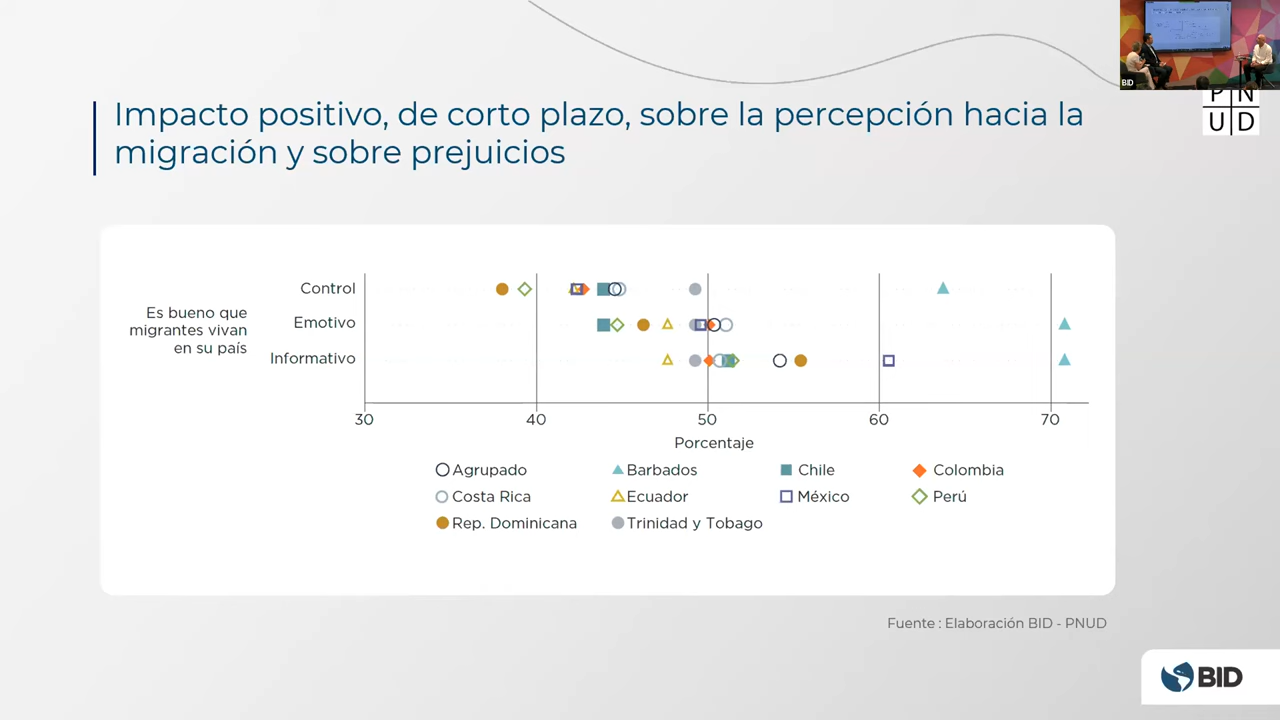 BID
P N
U D
Impacto positivo, de corto plazo, sobre la percepción hacia la
migración y sobre prejuicios
Es bueno que
migrantes vivan
en su país
Control
Emotivo
Informativo
30 40 50 60 70
Porcentaje
Agrupado Barbados Chile Colombia
Costa Rica Ecuador México Perú
Rep. Dominicana Trinidad y Tobago
Fuente : Elaboración BID - PNUD
BID